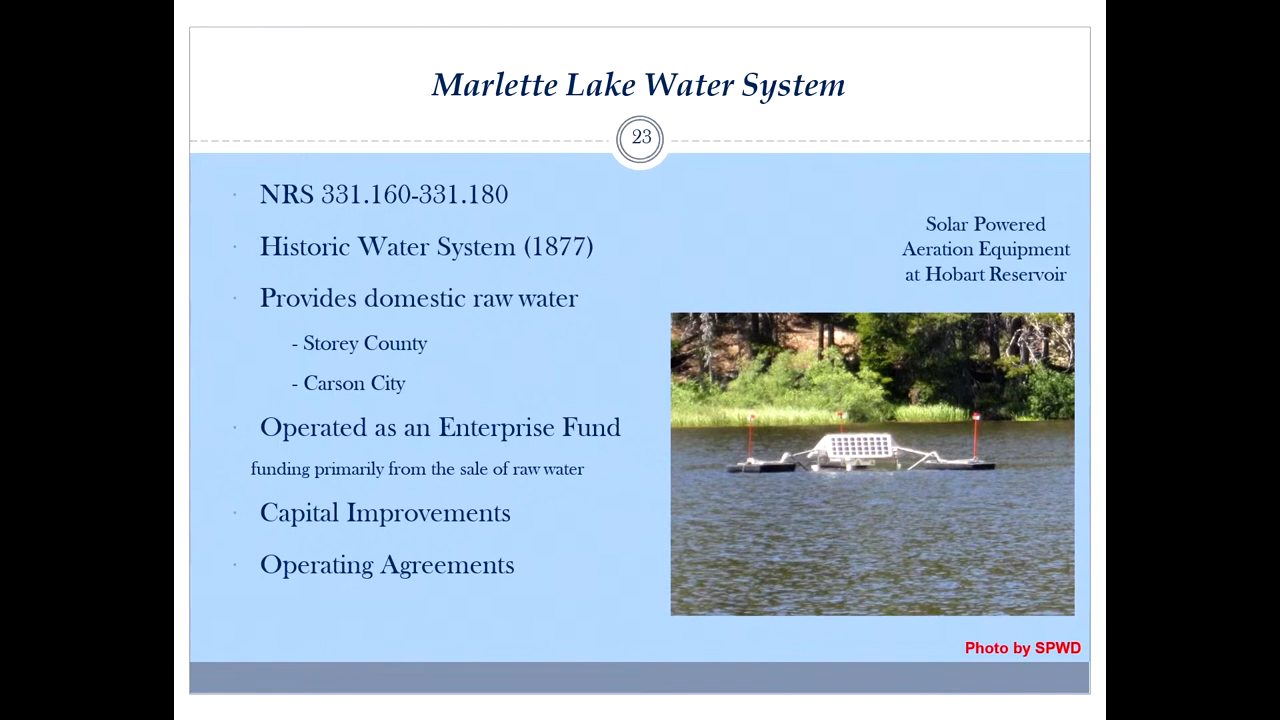 Marlette Lake Water System
23
· NRS 331.160-331.180
· Historic Water System (1877)
· Provides domestic raw water
- Storey County
- Carson City
· Operated as an Enterprise Fund
funding primarily from the sale of raw water
· Capital Improvements
· Operating Agreements
Solar Powered
Aeration Equipment
at Hobart Reservoir
Photo by SPWD